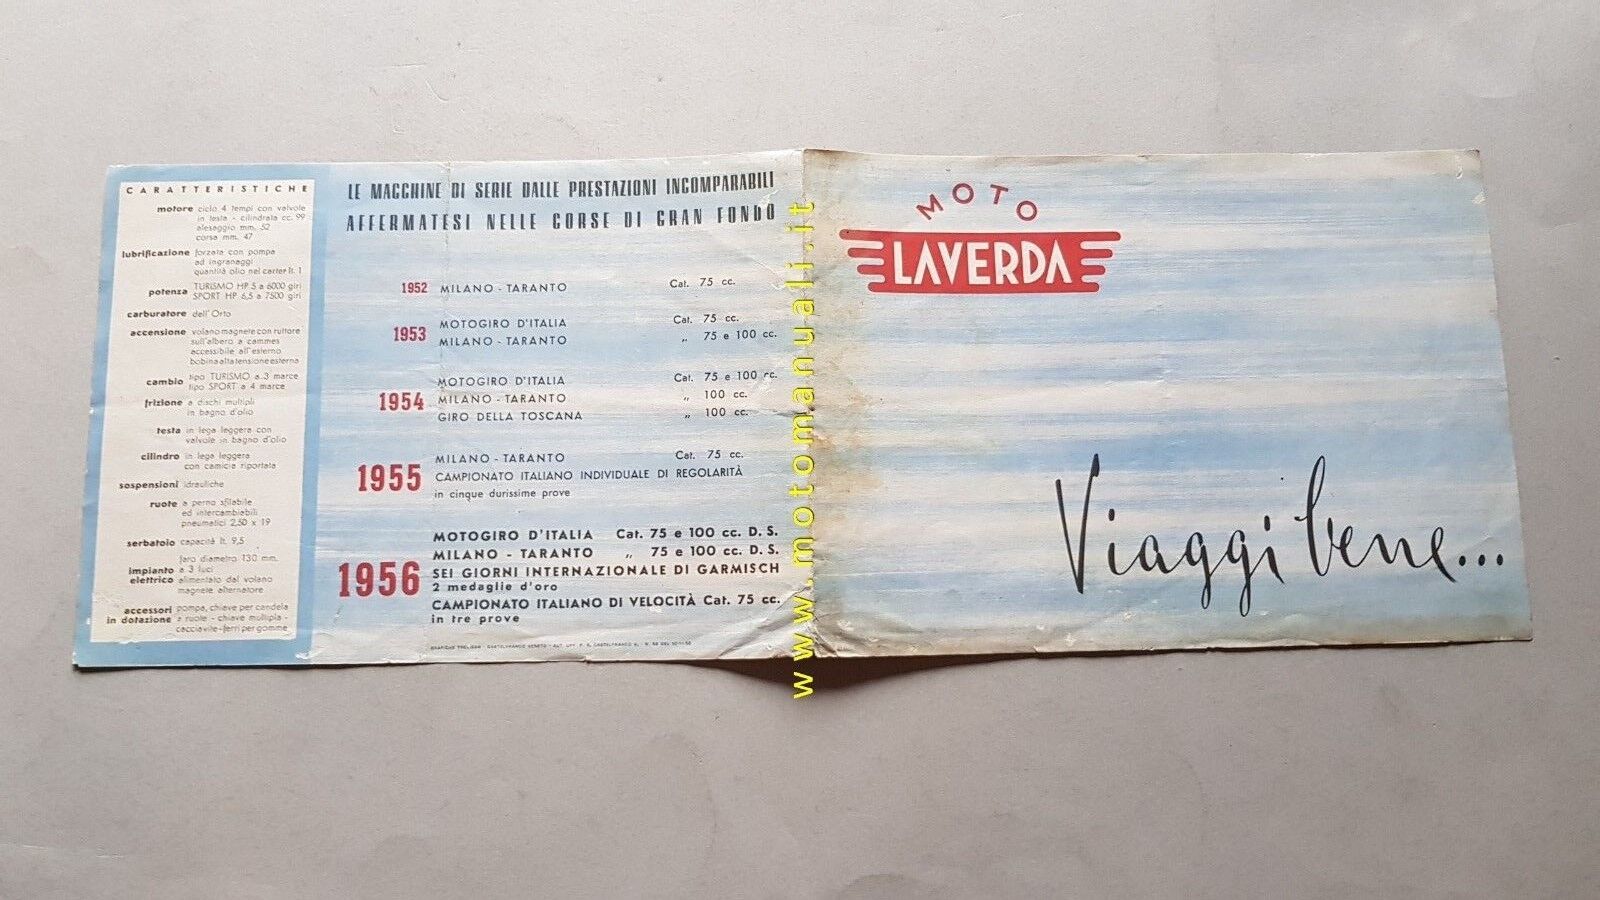 CARATTERISTICHE
motore ciclo 4 tempi con valvole
in testa - cilindrata cc. 99
alesaggio mm. 52
corsa mm. 47
lubrificazione forzata con pompa
ad ingranaggi
quantità olio nel carter lt. 1
potenza TURISMO HP 5 a 6000 giri
SPORT HP 6,5 a 7500 giri
carburatore dell'Orto
accensione volano magnete con ruttore
sull'albero a cammes
accessibile all'esterno
bobina alta tensione esterna
cambio tipo TURISMO a 3 marce
tipo SPORT a 4 marce
frizione a dischi multipli
in bagno d'olio
testa in lega leggera con
valvole in bagno d'olio
cilindro in lega leggera
con camicia riportata
sospensioni idrauliche
ruote a perno sfilabile
ed intercambiabili
pneumatici 2,50 x 19
serbatoio capacità lt. 9,5
impianto elettrico faro diametro 130 mm.
a 3 luci
alimentato dal volano
magnete alternatore
accessori in dotazione pompa, chiave per candela
e ruote - chiave multipla -
cacciavite - ferri per gomme
LE MACCHINE DI SERIE DALLE PRESTAZIONI INCOMPARABILI
AFFERMATESI NELLE CORSE DI GRAN FONDO
1952 MILANO - TARANTO Cat. 75 cc.
1953 MOTOGIRO D'ITALIA Cat. 75 cc.
MILANO - TARANTO „ 75 e 100 cc.
1954 MOTOGIRO D'ITALIA Cat. 75 e 100 cc.
MILANO - TARANTO „ 100 cc.
GIRO DELLA TOSCANA „ 100 cc.
1955 MILANO - TARANTO Cat. 75 cc.
CAMPIONATO ITALIANO INDIVIDUALE DI REGOLARITÀ
in cinque durissime prove
1956 MOTOGIRO D'ITALIA Cat. 75 e 100 cc. D. S.
MILANO - TARANTO „ 75 e 100 cc. D. S.
SEI GIORNI INTERNAZIONALE DI GARMISCH
2 medaglie d'oro
CAMPIONATO ITALIANO DI VELOCITÀ Cat. 75 cc.
in tre prove
www.motomanuali.it
MOTO
LAVERDA
Viaggi bene...